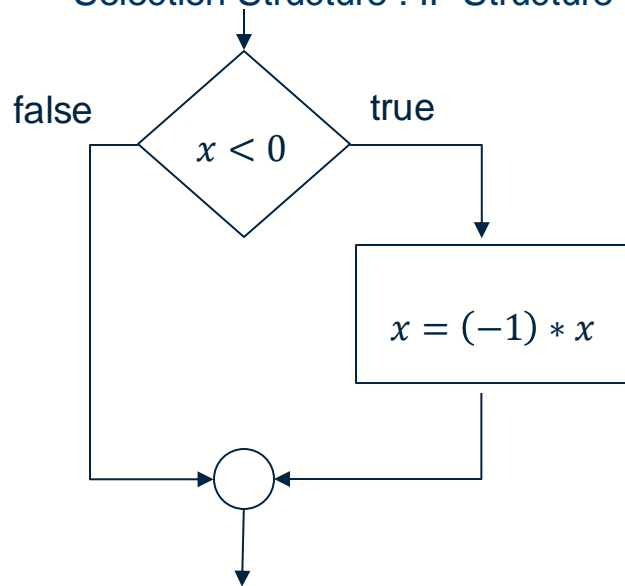 Selection Structure : IF Structure
false
true
x < 0
x = (−1) ∗ x